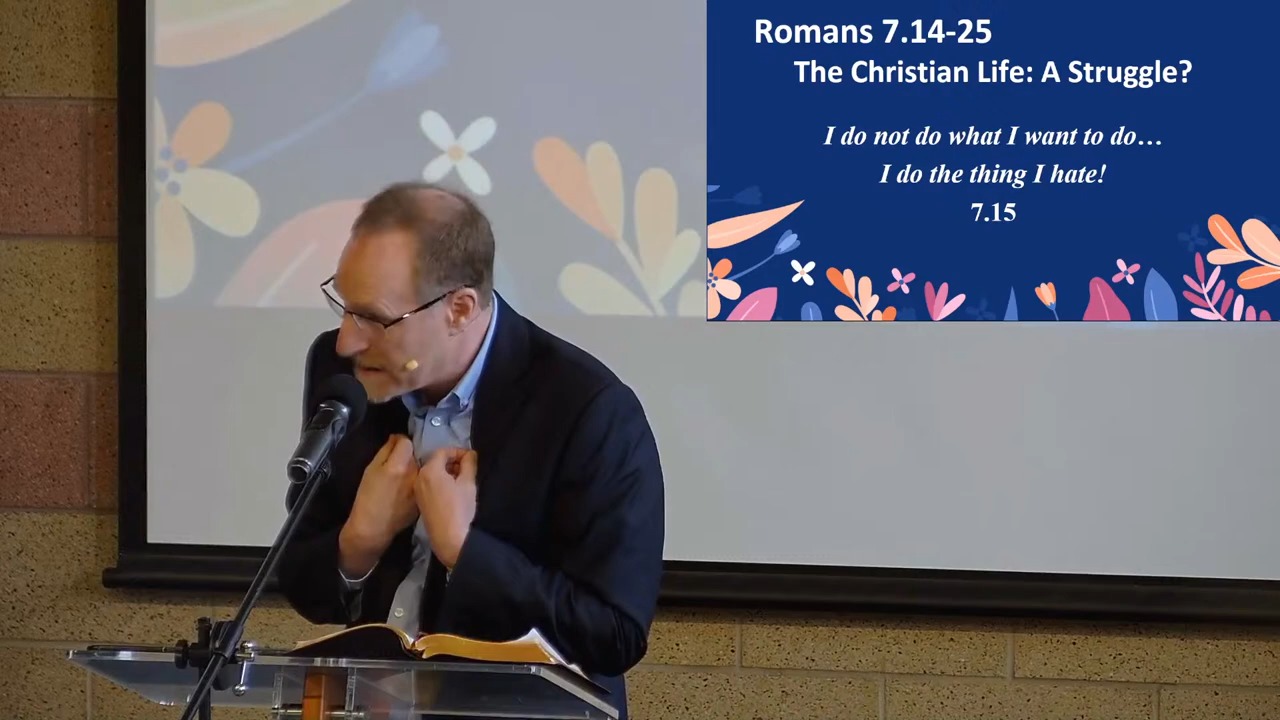 Romans 7.14-25
The Christian Life: A Struggle?
I do not do what I want to do…
I do the thing I hate!
7.15